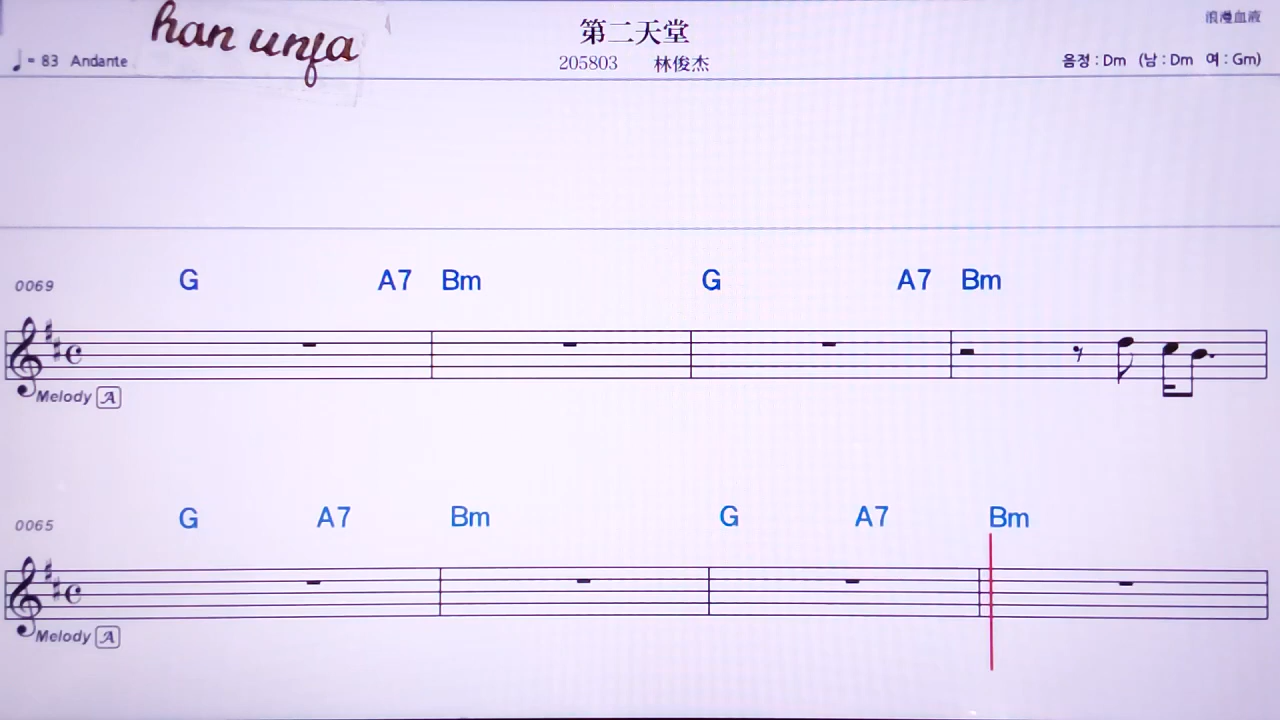 han unfa
第二天堂
浪漫血液
♩= 83 Andante
205803 林俊杰
음정 : Dm (남 : Dm 여 : Gm)
0069 G A7 Bm G A7 Bm
Melody A
0065 G A7 Bm G A7 Bm
Melody A